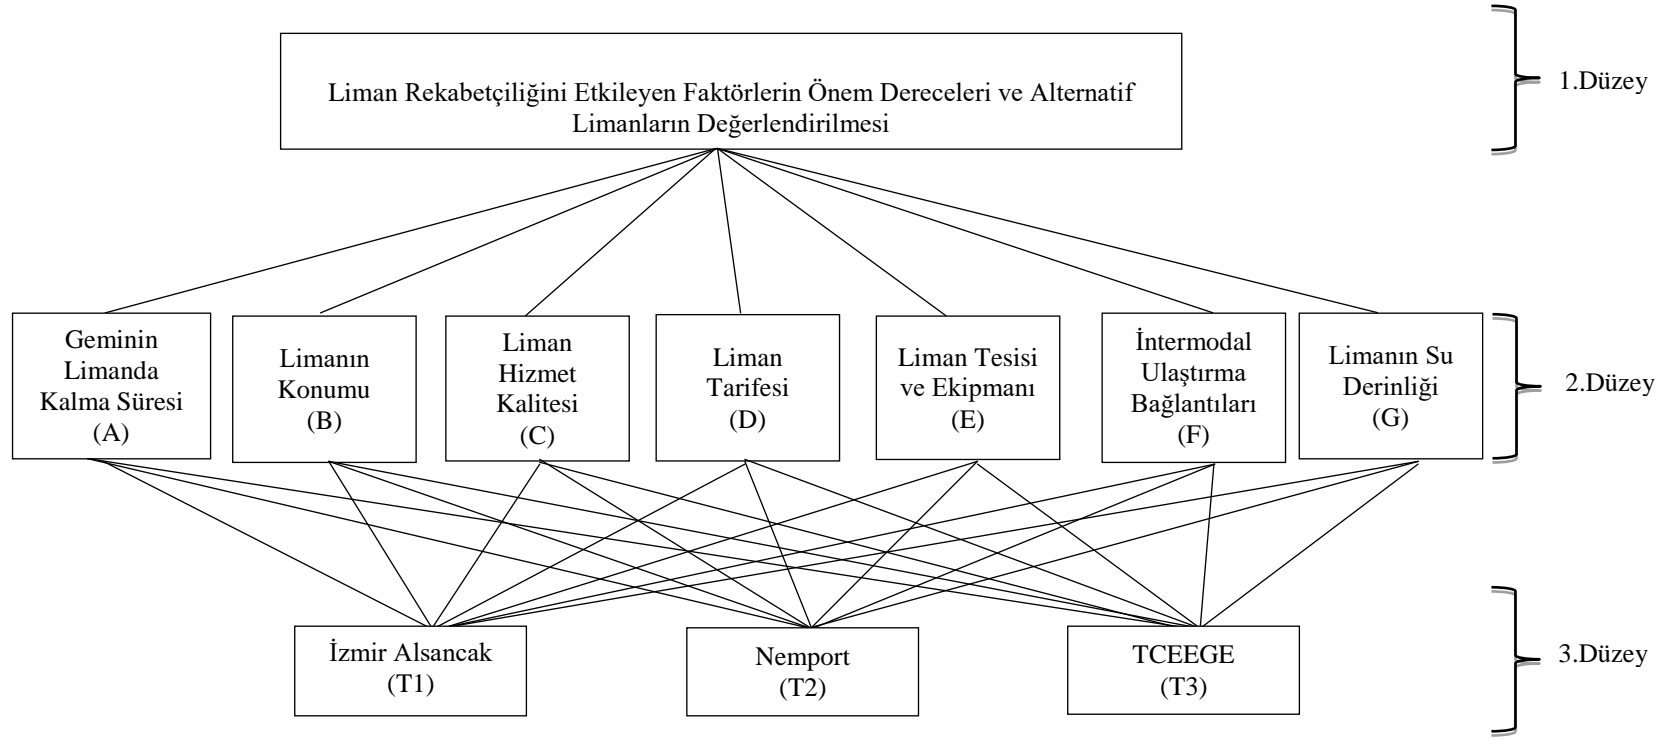 Liman Rekabetçiliğini Etkileyen Faktörlerin Önem Dereceleri ve Alternatif
Limanların Değerlendirilmesi
1.Düzey
Geminin
Limanda
Kalma Süresi
(A)
Limanın
Konumu
(B)
Liman
Hizmet
Kalitesi
(C)
Liman
Tarifesi
(D)
Liman Tesisi
ve Ekipmanı
(E)
İntermodal
Ulaştırma
Bağlantıları
(F)
Limanın Su
Derinliği
(G)
2.Düzey
İzmir Alsancak
(T1)
Nemport
(T2)
TCEEGE
(T3)
3.Düzey